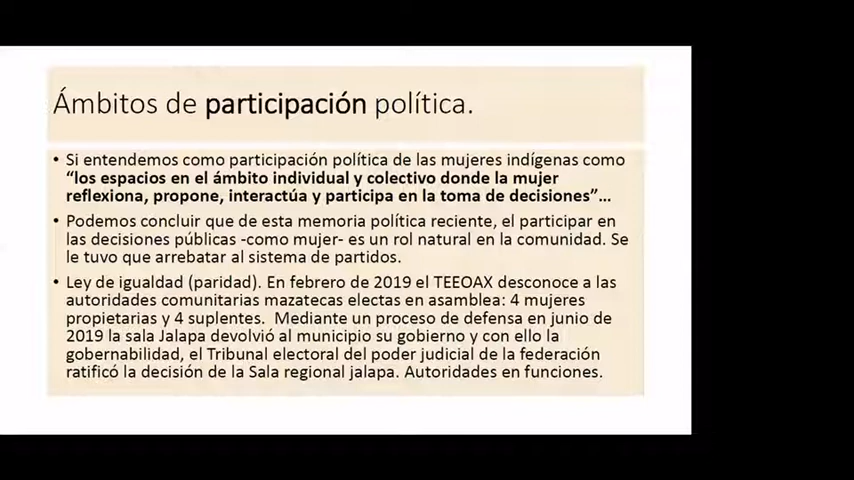 Ámbitos de participación política.
• Si entendemos como participación política de las mujeres indígenas como
“los espacios en el ámbito individual y colectivo donde la mujer
reflexiona, propone, interactúa y participa en la toma de decisiones”...
• Podemos concluir que de esta memoria política reciente, el participar en
las decisiones públicas -como mujer- es un rol natural en la comunidad. Se
le tuvo que arrebatar al sistema de partidos.
• Ley de igualdad (paridad). En febrero de 2019 el TEEOAX desconoce a las
autoridades comunitarias mazatecas electas en asamblea: 4 mujeres
propietarias y 4 suplentes. Mediante un proceso de defensa en junio de
2019 la sala Jalapa devolvió al municipio su gobierno y con ello la
gobernabilidad, el Tribunal electoral del poder judicial de la federación
ratificó la decisión de la Sala regional jalapa. Autoridades en funciones.